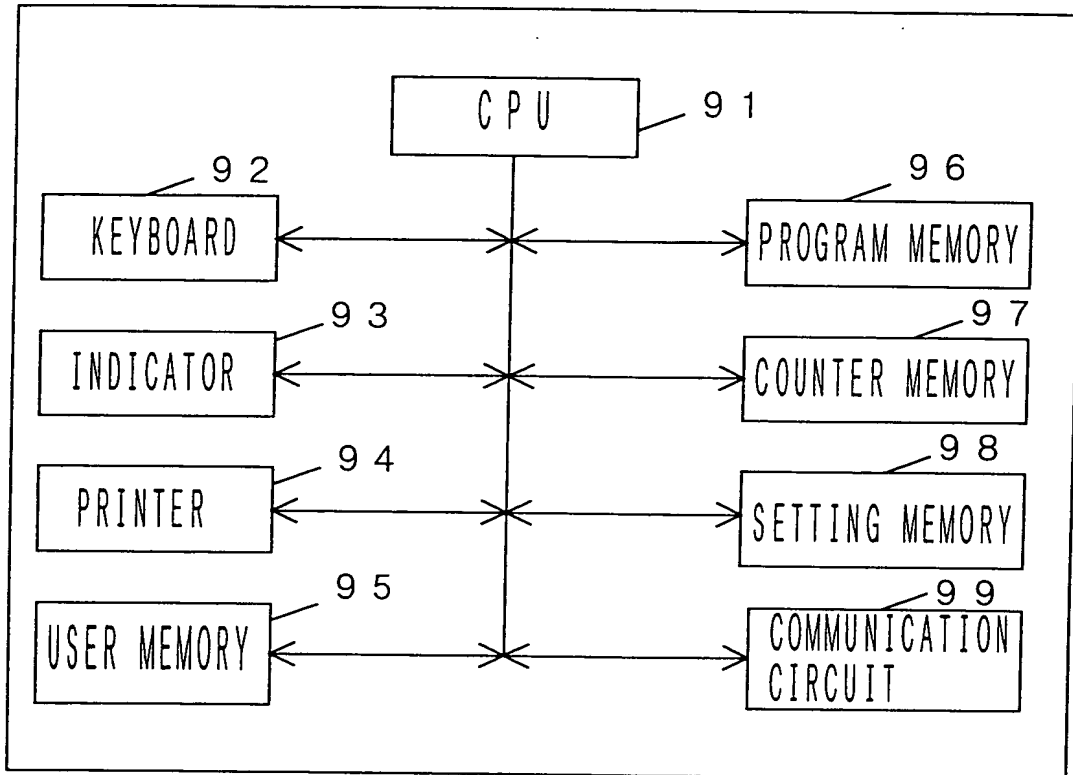 CPU
91
92
KEYBOARD
96
PROGRAM MEMORY
93
INDICATOR
97
COUNTER MEMORY
94
PRINTER
98
SETTING MEMORY
95
USER MEMORY
99
COMMUNICATION
CIRCUIT